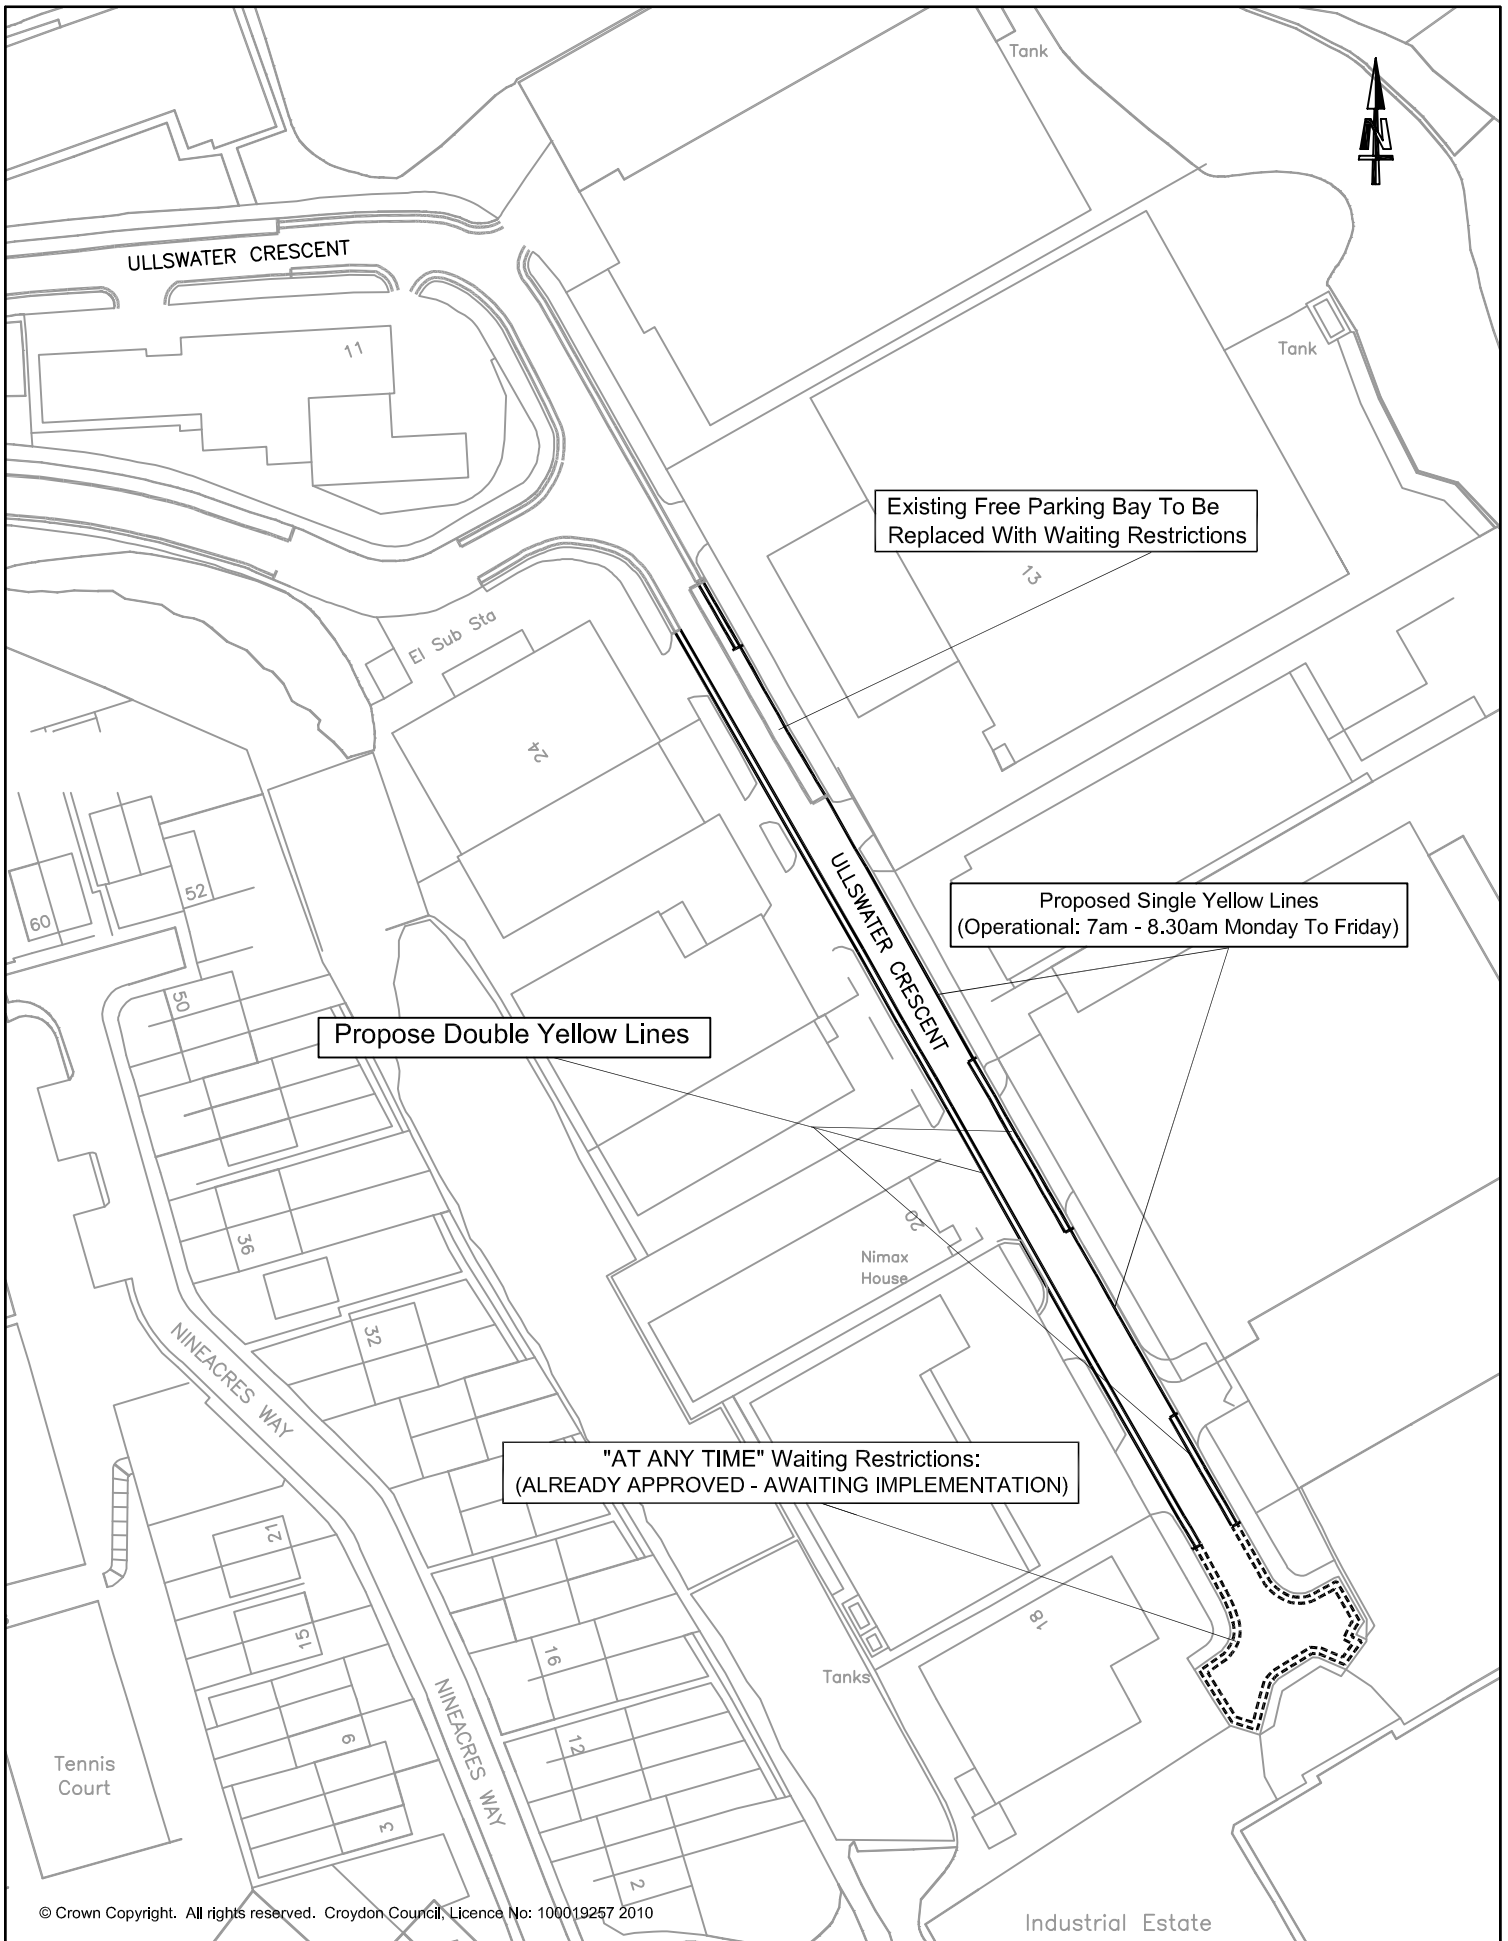 Tank
N
ULLSWATER CRESCENT
11
Tank
Existing Free Parking Bay To Be
Replaced With Waiting Restrictions
13
El Sub Sta
24
52
60
ULLSWATER CRESCENT
Proposed Single Yellow Lines
(Operational: 7am - 8.30am Monday To Friday)
50
Propose Double Yellow Lines
36
20
Nimax
House
32
NINEACRES WAY
"AT ANY TIME" Waiting Restrictions:
(ALREADY APPROVED - AWAITING IMPLEMENTATION)
21
15
18
16
Tanks
NINEACRES WAY
9
12
Tennis
Court
3
2
© Crown Copyright. All rights reserved. Croydon Council, Licence No: 100019257 2010
Industrial Estate